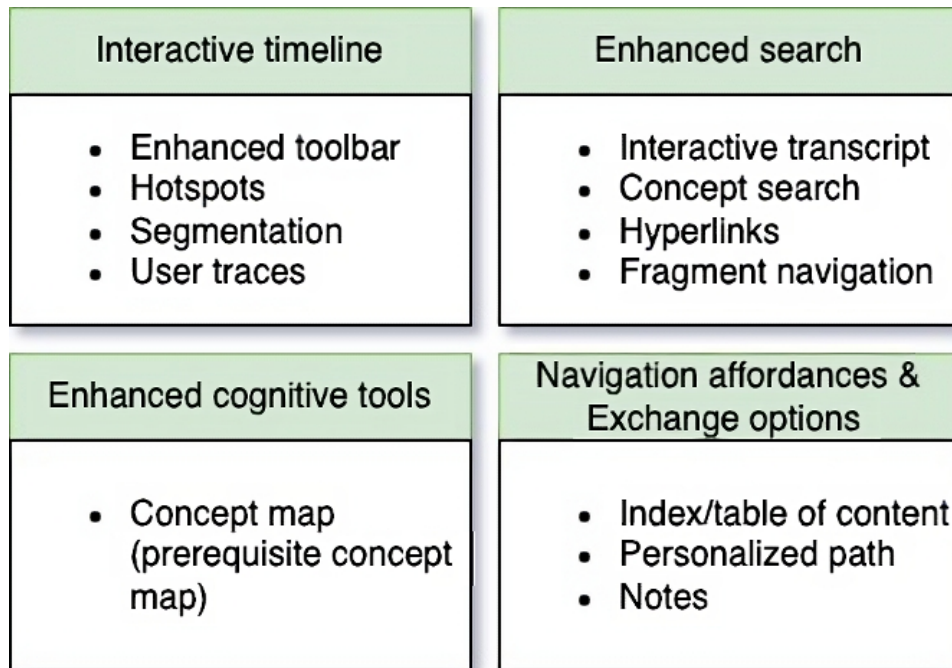 Interactive timeline
• Enhanced toolbar
• Hotspots
• Segmentation
• User traces
Enhanced search
• Interactive transcript
• Concept search
• Hyperlinks
• Fragment navigation
Enhanced cognitive tools
• Concept map
(prerequisite concept
map)
Navigation affordances &
Exchange options
• Index/table of content
• Personalized path
• Notes